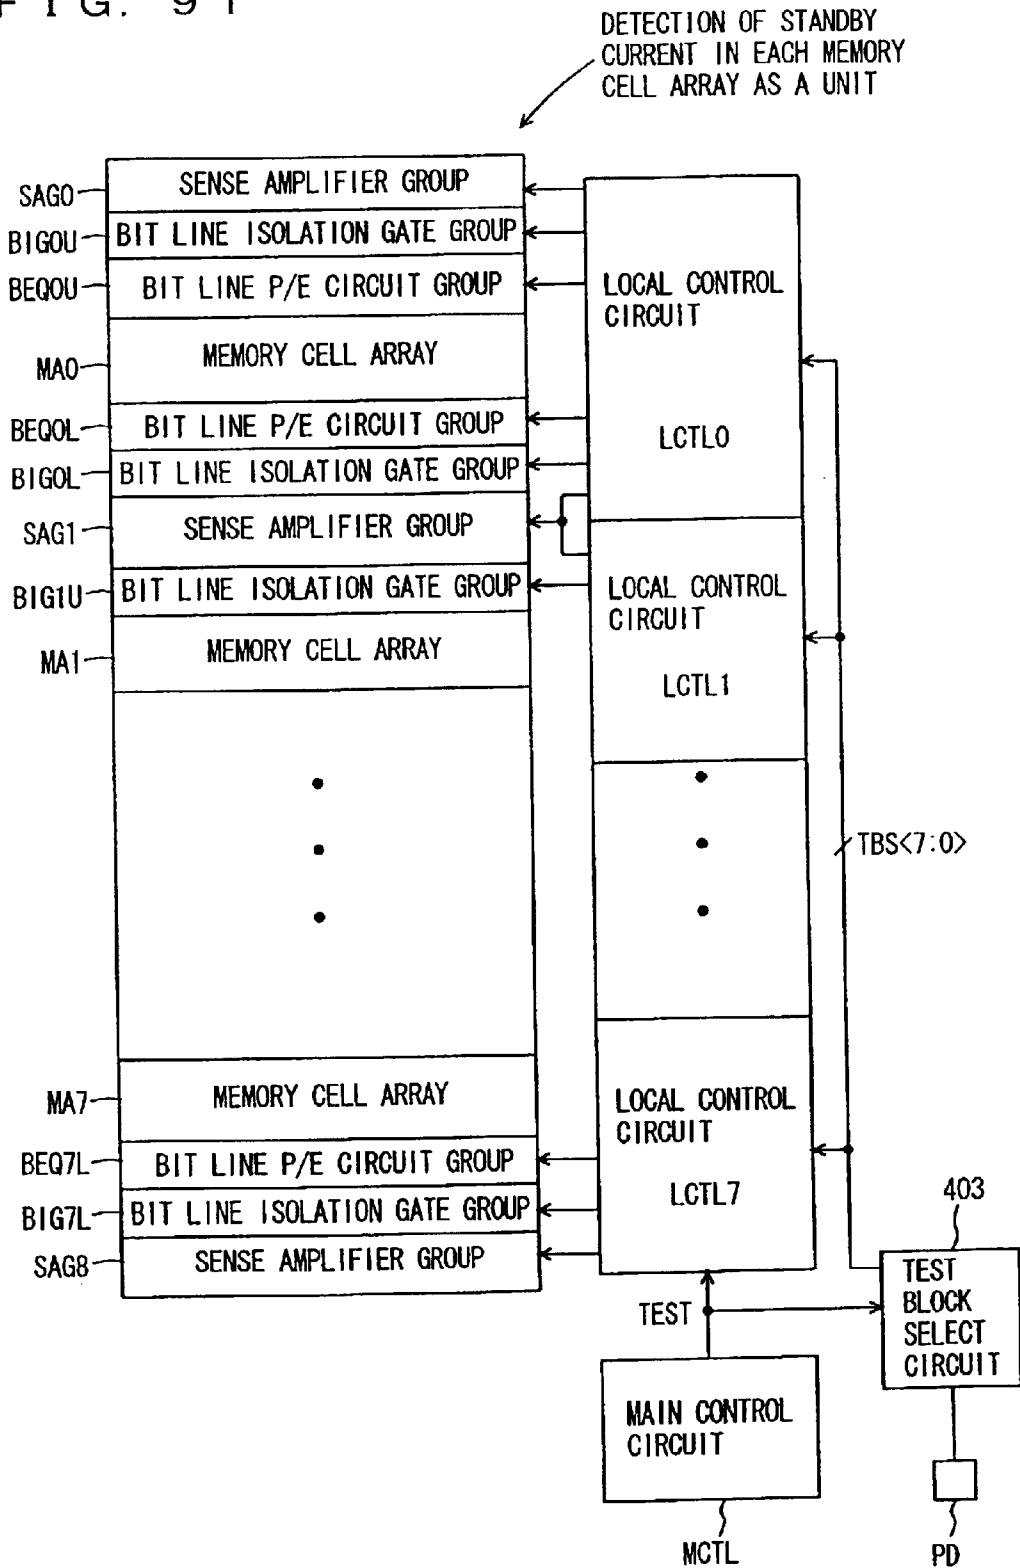 FIG. 91
DETECTION OF STANDBY
CURRENT IN EACH MEMORY
CELL ARRAY AS A UNIT
SAG0
SENSE AMPLIFIER GROUP
BIG0U
BIT LINE ISOLATION GATE GROUP
BEQ0U
BIT LINE P/E CIRCUIT GROUP
MA0
MEMORY CELL ARRAY
BEQ0L
BIT LINE P/E CIRCUIT GROUP
BIG0L
BIT LINE ISOLATION GATE GROUP
SAG1
SENSE AMPLIFIER GROUP
BIG1U
BIT LINE ISOLATION GATE GROUP
MA1
MEMORY CELL ARRAY
MA7
MEMORY CELL ARRAY
BEQ7L
BIT LINE P/E CIRCUIT GROUP
BIG7L
BIT LINE ISOLATION GATE GROUP
SAG8
SENSE AMPLIFIER GROUP
LOCAL CONTROL
CIRCUIT
LCTL0
LOCAL CONTROL
CIRCUIT
LCTL1
LOCAL CONTROL
CIRCUIT
LCTL7
TBS<7:0>
403
TEST
BLOCK
SELECT
CIRCUIT
TEST
MAIN CONTROL
CIRCUIT
MCTL
PD